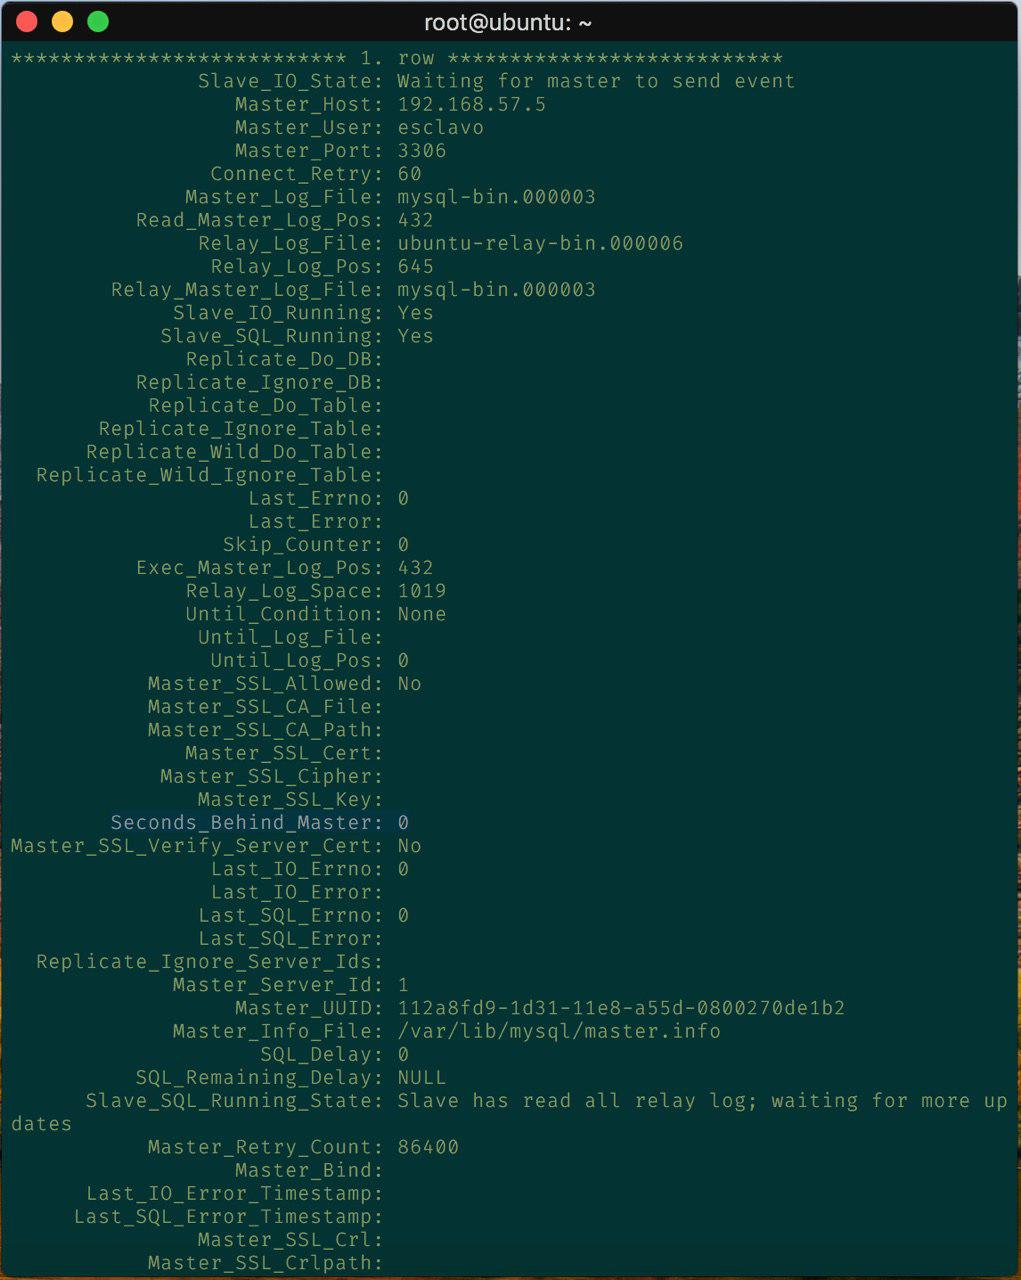 root@ubuntu: ~
*************************** 1. row ***************************
Slave_IO_State: Waiting for master to send event
Master_Host: 192.168.57.5
Master_User: esclavo
Master_Port: 3306
Connect_Retry: 60
Master_Log_File: mysql-bin.000003
Read_Master_Log_Pos: 432
Relay_Log_File: ubuntu-relay-bin.000006
Relay_Log_Pos: 645
Relay_Master_Log_File: mysql-bin.000003
Slave_IO_Running: Yes
Slave_SQL_Running: Yes
Replicate_Do_DB:
Replicate_Ignore_DB:
Replicate_Do_Table:
Replicate_Ignore_Table:
Replicate_Wild_Do_Table:
Replicate_Wild_Ignore_Table:
Last_Errno: 0
Last_Error:
Skip_Counter: 0
Exec_Master_Log_Pos: 432
Relay_Log_Space: 1019
Until_Condition: None
Until_Log_File:
Until_Log_Pos: 0
Master_SSL_Allowed: No
Master_SSL_CA_File:
Master_SSL_CA_Path:
Master_SSL_Cert:
Master_SSL_Cipher:
Master_SSL_Key:
Seconds_Behind_Master: 0
Master_SSL_Verify_Server_Cert: No
Last_IO_Errno: 0
Last_IO_Error:
Last_SQL_Errno: 0
Last_SQL_Error:
Replicate_Ignore_Server_Ids:
Master_Server_Id: 1
Master_UUID: 112a8fd9-1d31-11e8-a55d-0800270de1b2
Master_Info_File: /var/lib/mysql/master.info
SQL_Delay: 0
SQL_Remaining_Delay: NULL
Slave_SQL_Running_State: Slave has read all relay log; waiting for more up
dates
Master_Retry_Count: 86400
Master_Bind:
Last_IO_Error_Timestamp:
Last_SQL_Error_Timestamp:
Master_SSL_Crl:
Master_SSL_Crlpath: